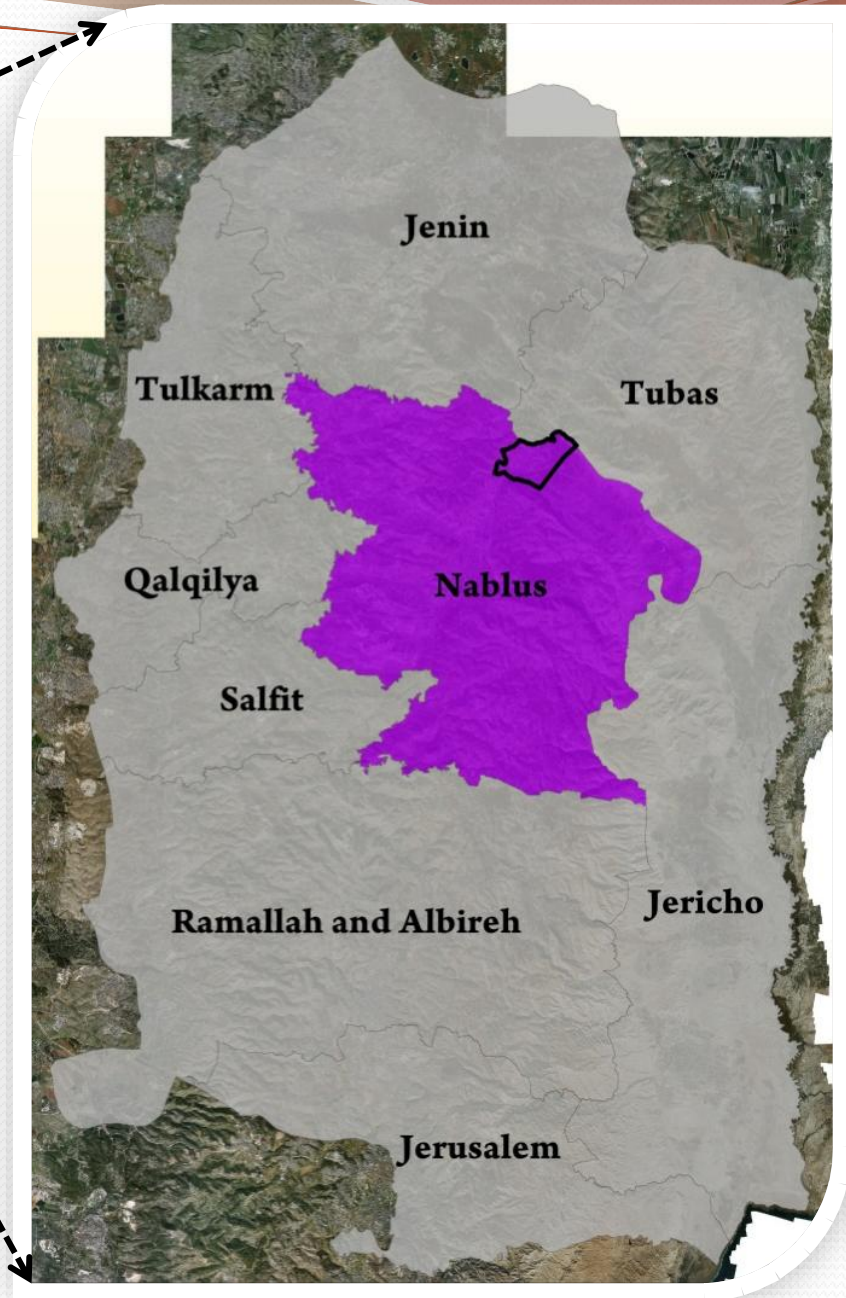 Jenin
Tulkarm
Tubas
Qalqilya
Nablus
Salfit
Jericho
Ramallah and Albireh
Jerusalem